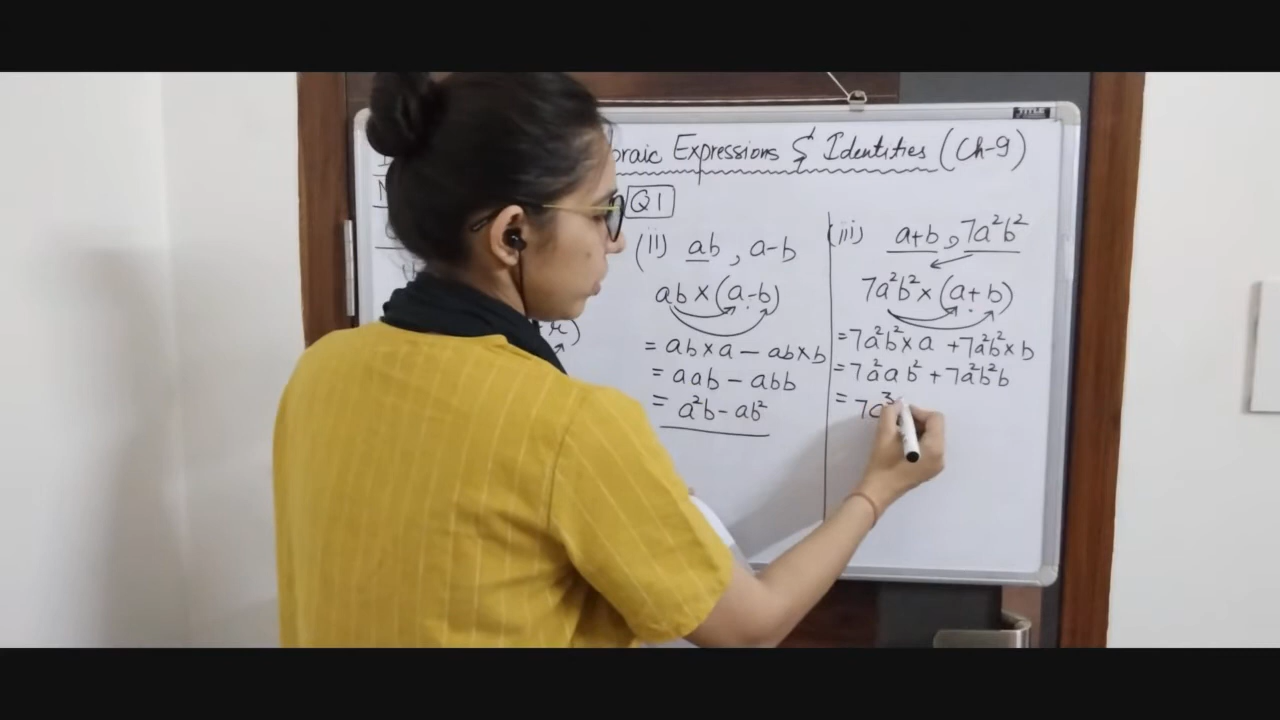 Expressions & Identities (Ch-9)
Q1
(ii) ab, a-b
ab × (a-b)
= ab×a - ab×b
= aab - abb
= a²b - ab²
(iii) a+b, 7a²b²
7a²b² × (a+b)
= 7a²b²×a + 7a²b²×b
= 7a²ab² + 7a²b²b
= 7a³